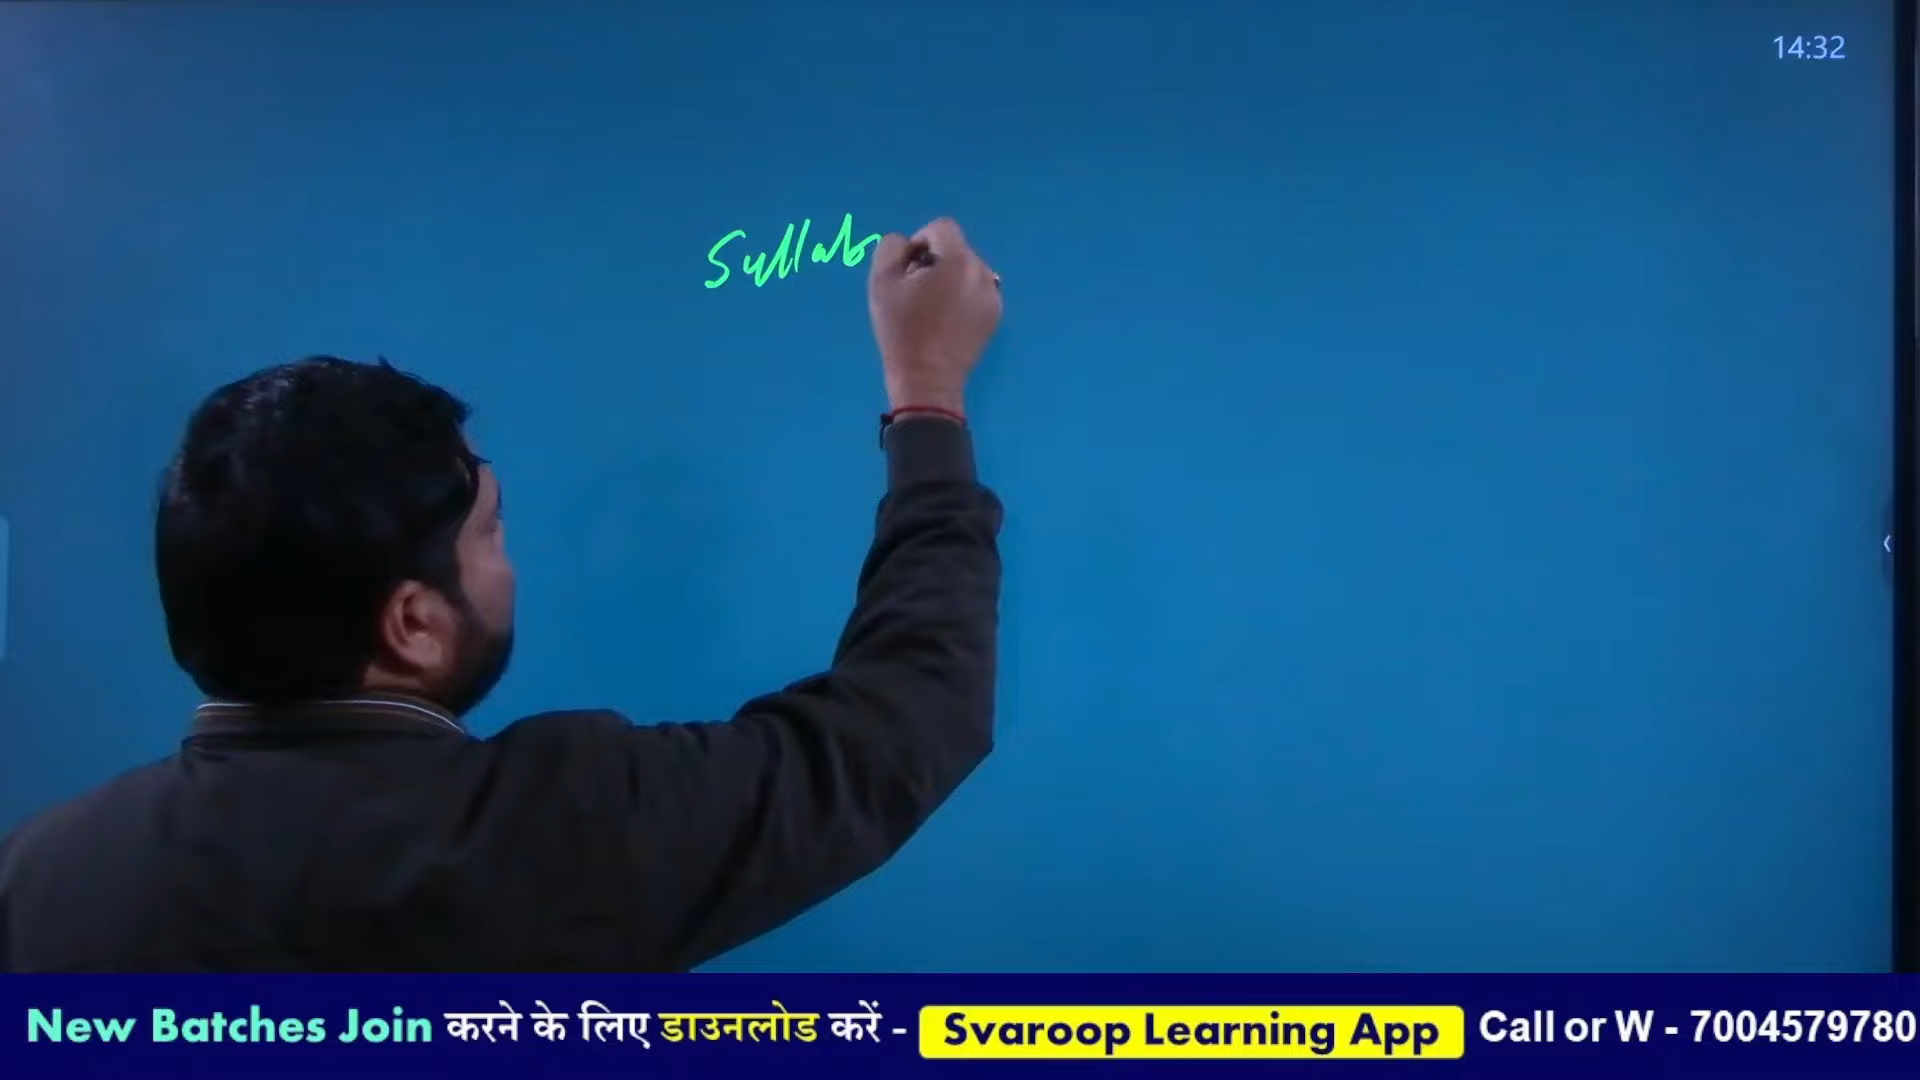 14:32
Syllab
New Batches Join करने के लिए डाउनलोड करें - Svaroop Learning App Call or W - 7004579780